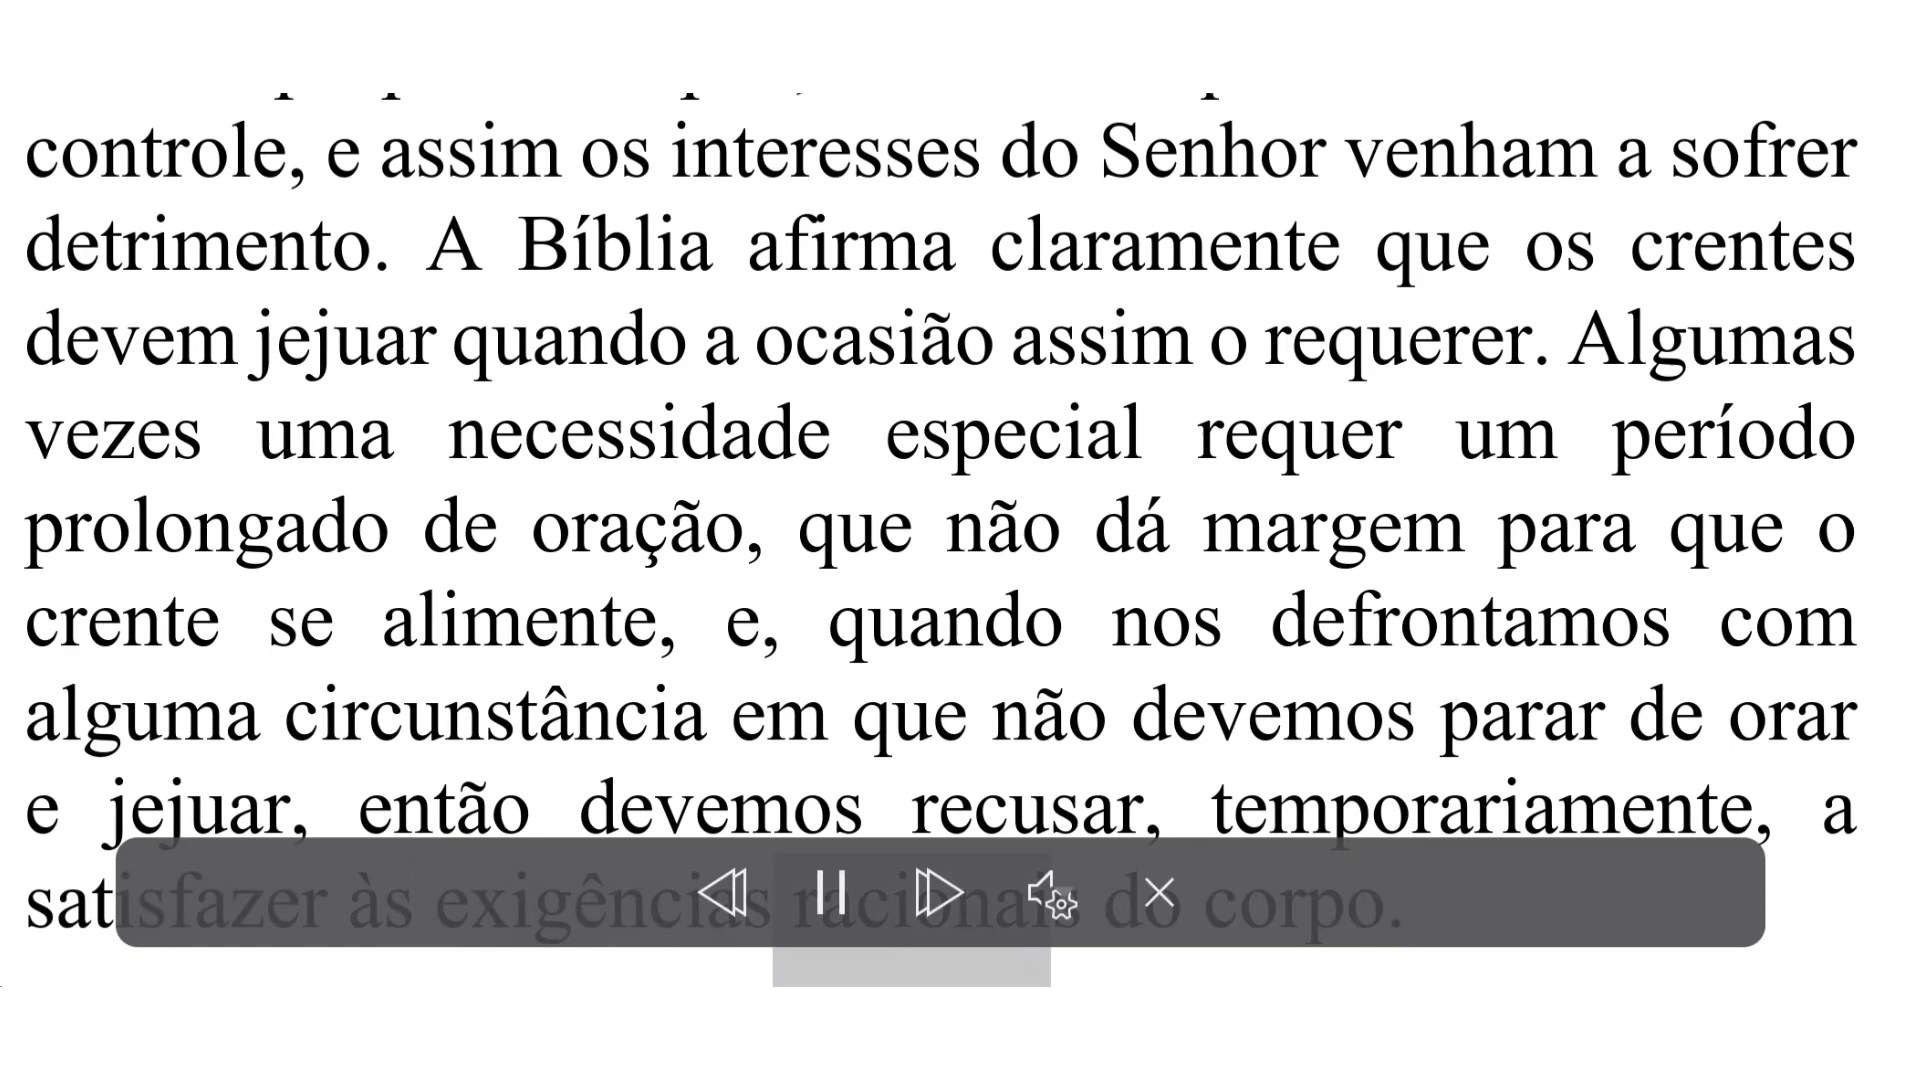 controle, e assim os interesses do Senhor venham a sofrer
detrimento. A Bíblia afirma claramente que os crentes
devem jejuar quando a ocasião assim o requerer. Algumas
vezes uma necessidade especial requer um período
prolongado de oração, que não dá margem para que o
crente se alimente, e, quando nos defrontamos com
alguma circunstância em que não devemos parar de orar
e jejuar, então devemos recusar, temporariamente, a
satisfazer às exigências racionais do corpo.